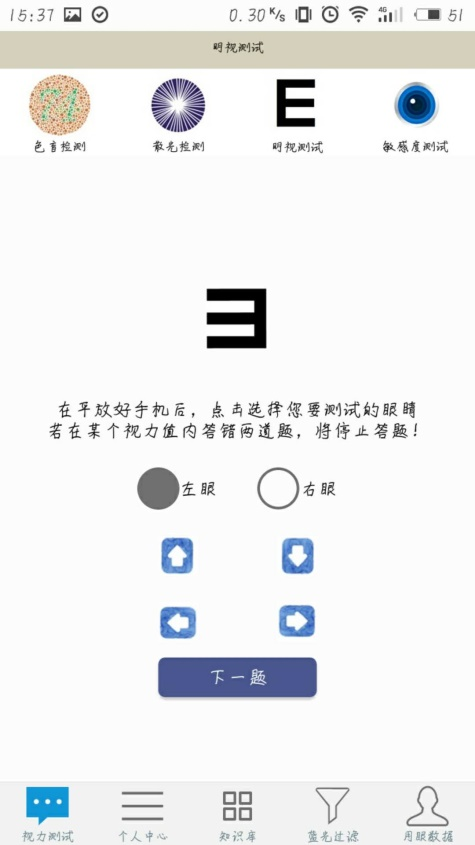 15:37 0.30 K/s 4G 51
明视测试
色盲检测 散光检测 明视测试 敏感度测试
在平放好手机后，点击选择您要测试的眼睛
若在某个视力值内答错两道题，将停止答题！
左眼 右眼
下一题
视力测试 个人中心 知识库 蓝光过滤 用眼数据